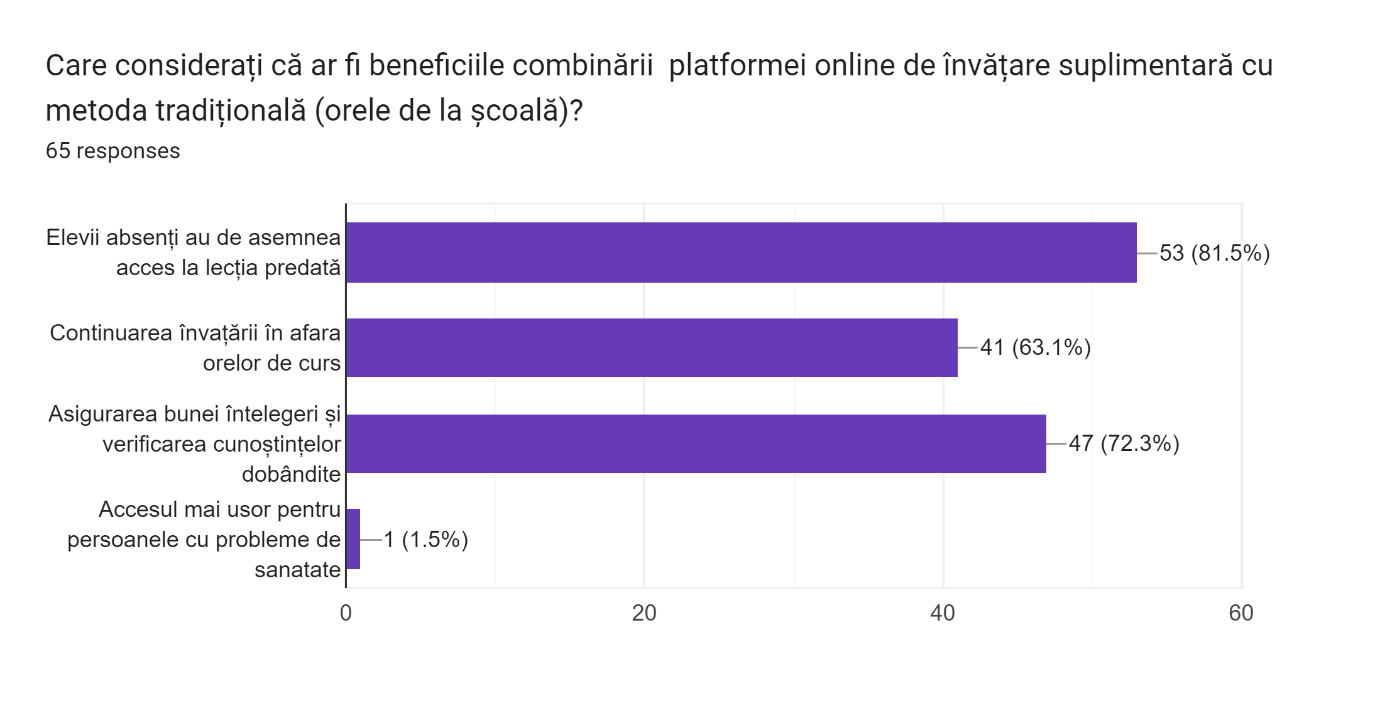 Care considerați că ar fi beneficiile combinării  platformei online de învățare suplimentară cu
metoda tradițională (orele de la școală)?
65 responses
Elevii absenți au de asemnea
acces la lecția predată
53 (81.5%)
Continuarea învațării în afara
orelor de curs
41 (63.1%)
Asigurarea bunei întelegeri și
verificarea cunoștințelor
dobândite
47 (72.3%)
Accesul mai usor pentru
persoanele cu probleme de
sanatate
1 (1.5%)
0 20 40 60